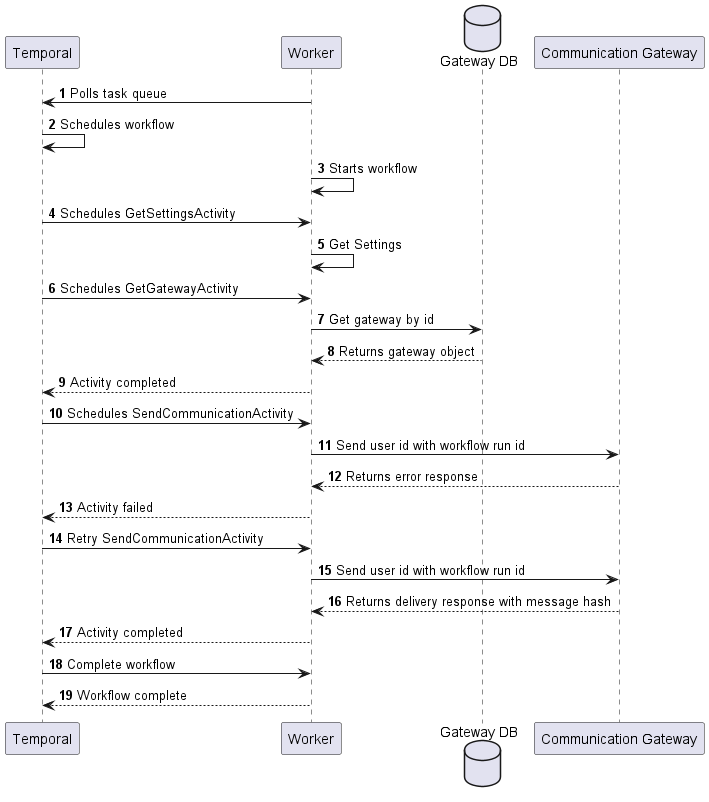 Gateway DB
Temporal
Worker
Communication Gateway
1 Polls task queue
2 Schedules workflow
3 Starts workflow
4 Schedules GetSettingsActivity
5 Get Settings
6 Schedules GetGatewayActivity
7 Get gateway by id
8 Returns gateway object
9 Activity completed
10 Schedules SendCommunicationActivity
11 Send user id with workflow run id
12 Returns error response
13 Activity failed
14 Retry SendCommunicationActivity
15 Send user id with workflow run id
16 Returns delivery response with message hash
17 Activity completed
18 Complete workflow
19 Workflow complete
Temporal
Worker
Gateway DB
Communication Gateway